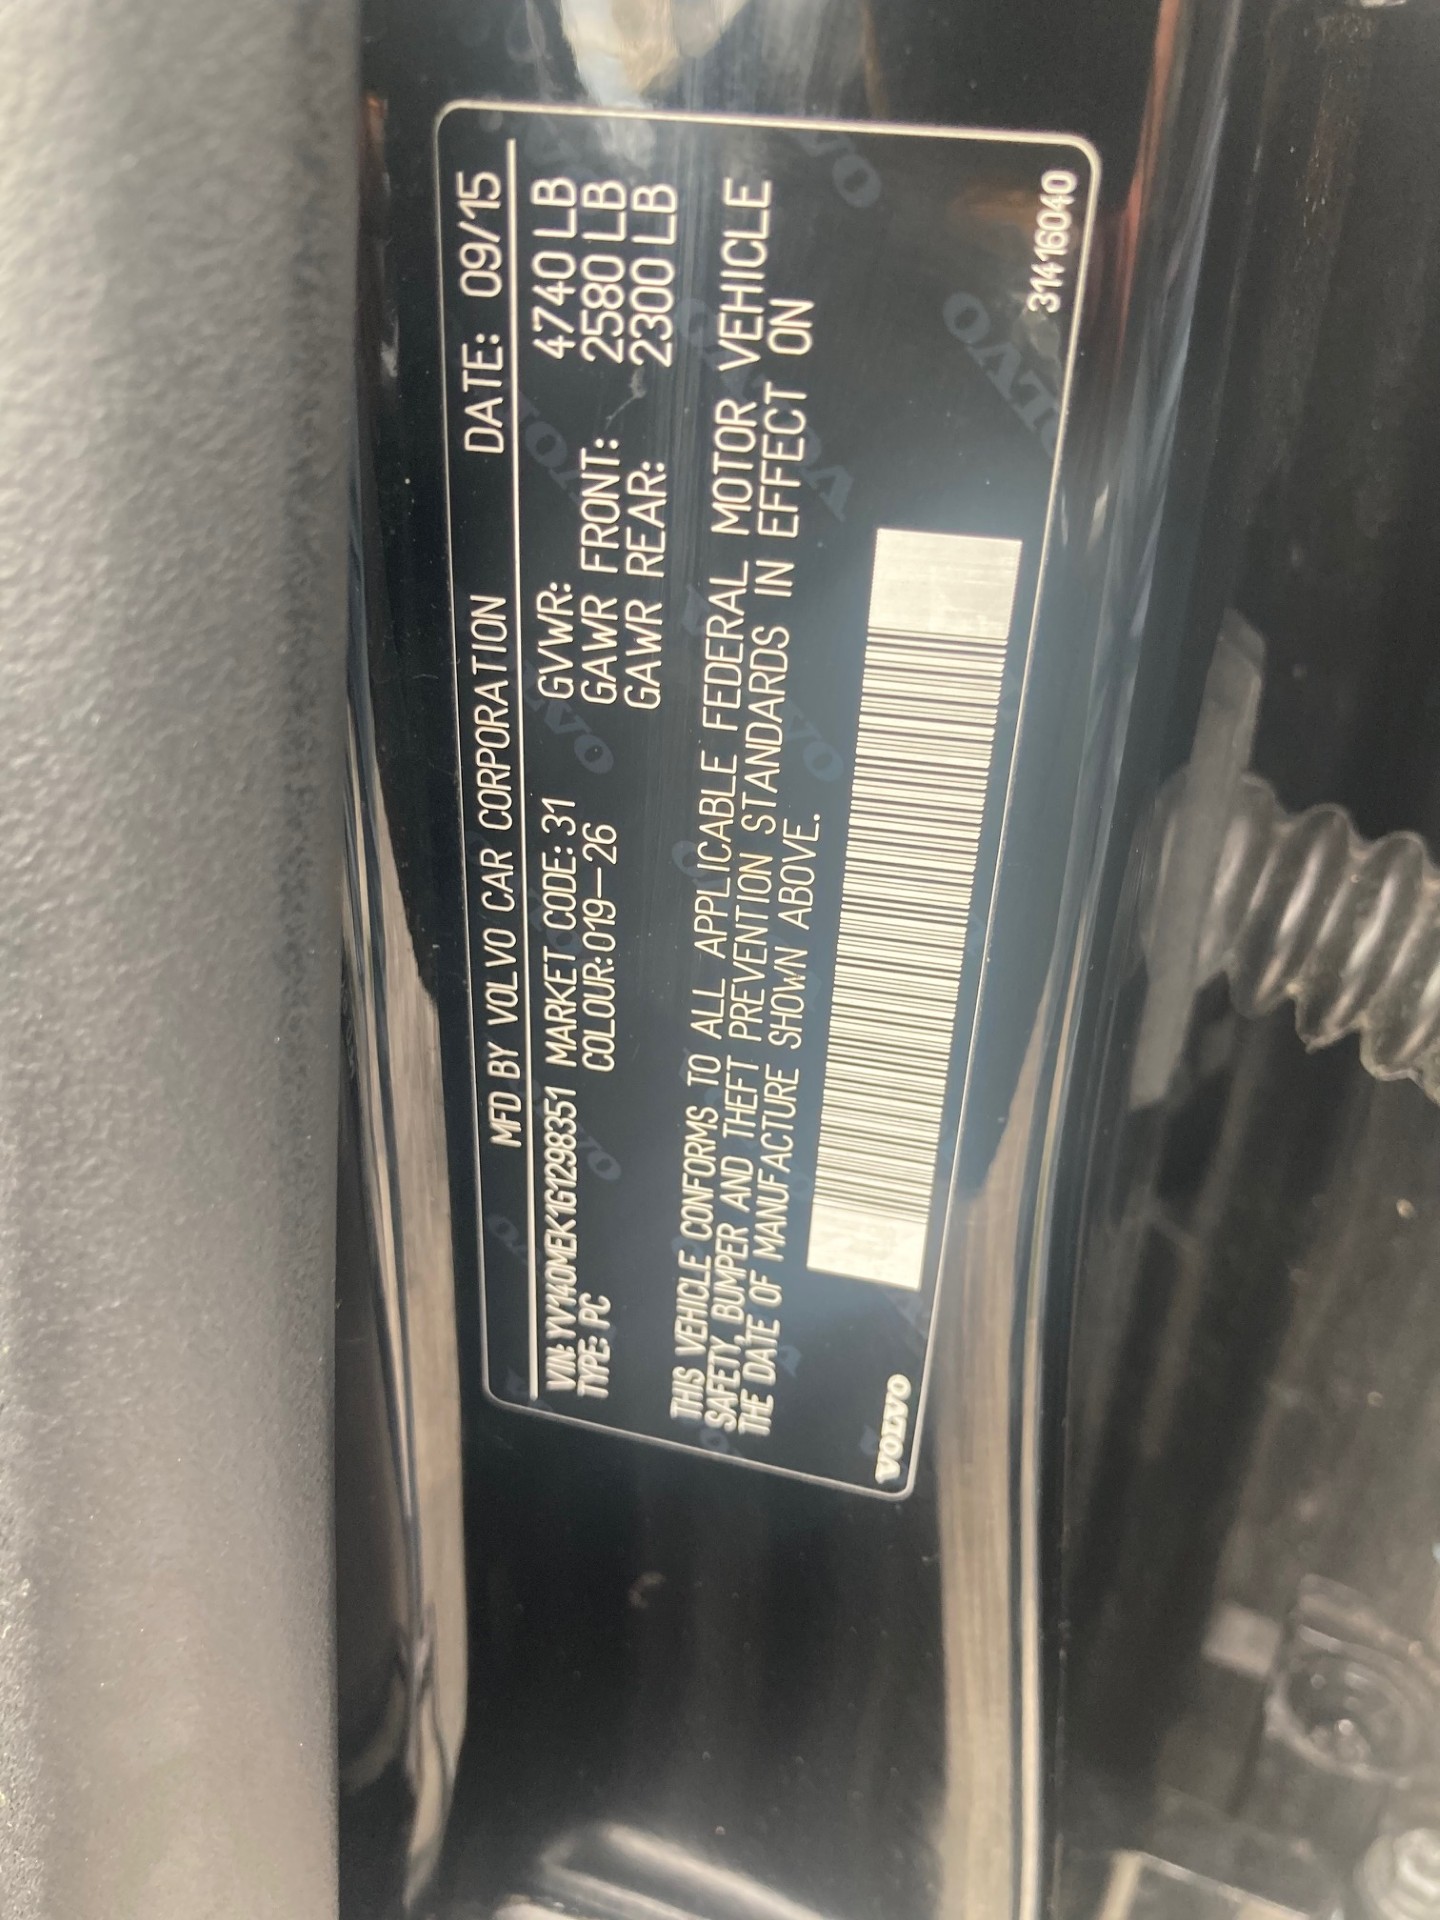 MFD BY VOLVO CAR CORPORATION DATE: 09/15
VIN: YV140MEK1G1298351 MARKET CODE: 31 GVWR: 4740 LB
TYPE: PC COLOUR: 019-26 GAWR FRONT: 2580 LB
GAWR REAR: 2300 LB
THIS VEHICLE CONFORMS TO ALL APPLICABLE FEDERAL MOTOR VEHICLE
SAFETY, BUMPER AND THEFT PREVENTION STANDARDS IN EFFECT ON
THE DATE OF MANUFACTURE SHOWN ABOVE.
VOLVO 31416040